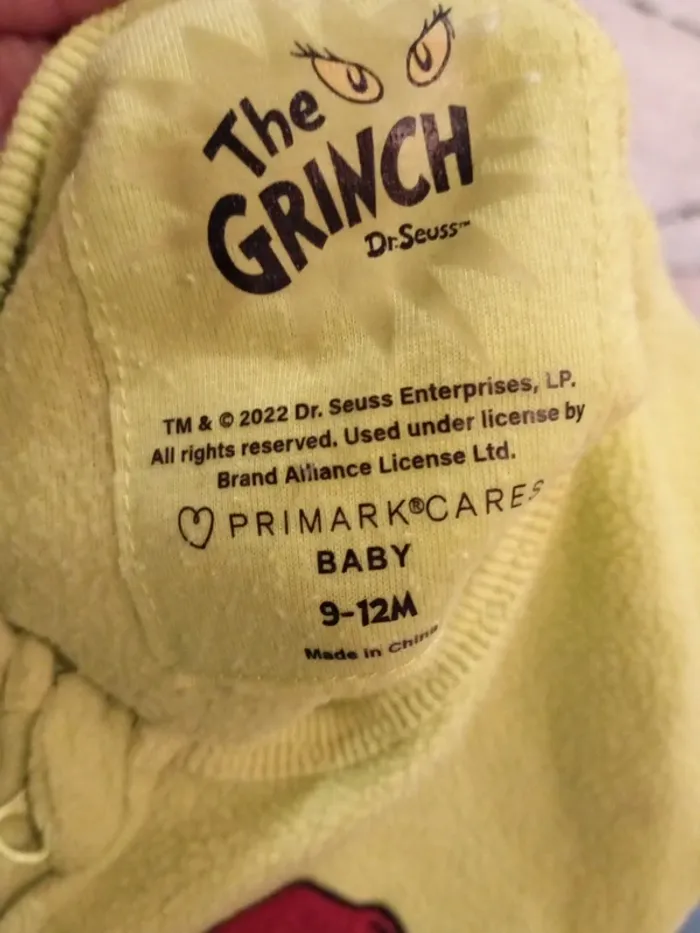 The
GRINCH
Dr. Seuss™
TM & © 2022 Dr. Seuss Enterprises, LP.
All rights reserved. Used under license by
Brand Alliance License Ltd.
PRIMARK®CARES
BABY
9-12M
Made in China